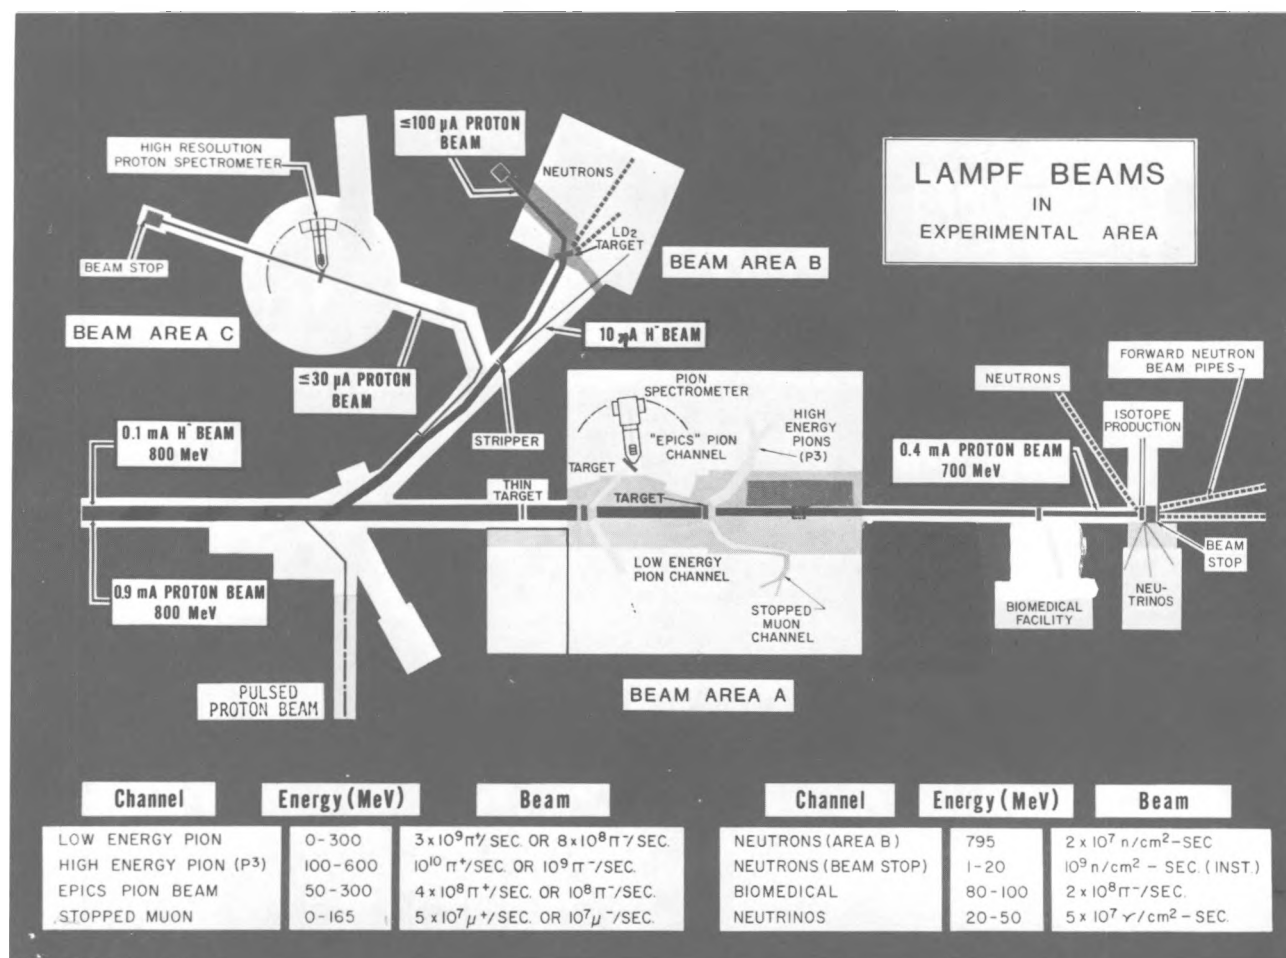 LAMPF BEAMS
IN
EXPERIMENTAL AREA
≤100 µA PROTON
BEAM
HIGH RESOLUTION
PROTON SPECTROMETER
NEUTRONS
LD2
TARGET
BEAM STOP
BEAM AREA B
BEAM AREA C
10 µA H⁻ BEAM
≤30 µA PROTON
BEAM
STRIPPER
0.1 mA H⁻ BEAM
800 MeV
PION
SPECTROMETER
"EPICS" PION
CHANNEL
HIGH
ENERGY
PIONS
(P3)
TARGET
THIN
TARGET
TARGET
LOW ENERGY
PION CHANNEL
STOPPED
MUON
CHANNEL
NEUTRONS
FORWARD NEUTRON
BEAM PIPES
ISOTOPE
PRODUCTION
0.4 mA PROTON BEAM
700 MeV
BEAM
STOP
BIOMEDICAL
FACILITY
NEU-
TRINOS
0.9 mA PROTON BEAM
800 MeV
PULSED
PROTON BEAM
BEAM AREA A
Channel Energy (MeV) Beam
LOW ENERGY PION 0-300 3 x 10⁹ π⁺/SEC. OR 8 x 10⁸ π⁻/SEC.
HIGH ENERGY PION (P³) 100-600 10¹⁰ π⁺/SEC. OR 10⁹ π⁻/SEC.
EPICS PION BEAM 50-300 4 x 10⁸ π⁺/SEC. OR 10⁸ π⁻/SEC.
STOPPED MUON 0-165 5 x 10⁷ µ⁺/SEC. OR 10⁷ µ⁻/SEC.
Channel Energy (MeV) Beam
NEUTRONS (AREA B) 795 2 x 10⁷ n/cm²-SEC
NEUTRONS (BEAM STOP) 1-20 10⁹ n/cm² - SEC. (INST.)
BIOMEDICAL 80-100 2 x 10⁸ π⁻/SEC.
NEUTRINOS 20-50 5 x 10⁷ ν/cm² - SEC.